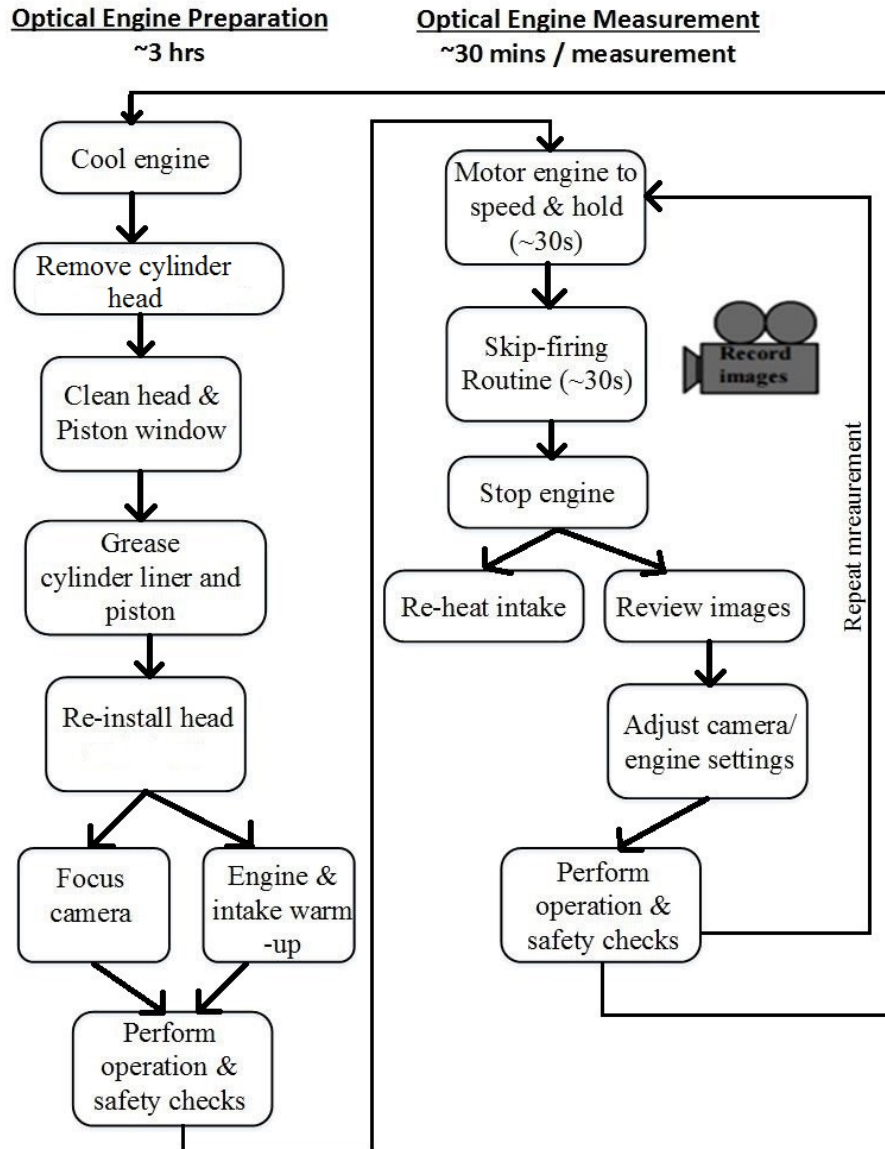 Optical Engine Preparation
~3 hrs
Cool engine
Remove cylinder
head
Clean head &
Piston window
Grease
cylinder liner and
piston
Re-install head
Focus
camera
Engine &
intake warm
-up
Perform
operation &
safety checks
Optical Engine Measurement
~30 mins / measurement
Motor engine to
speed & hold
(~30s)
Skip-firing
Routine (~30s)
Record
images
Stop engine
Re-heat intake
Review images
Adjust camera/
engine settings
Perform
operation &
safety checks
Repeat mreaurement